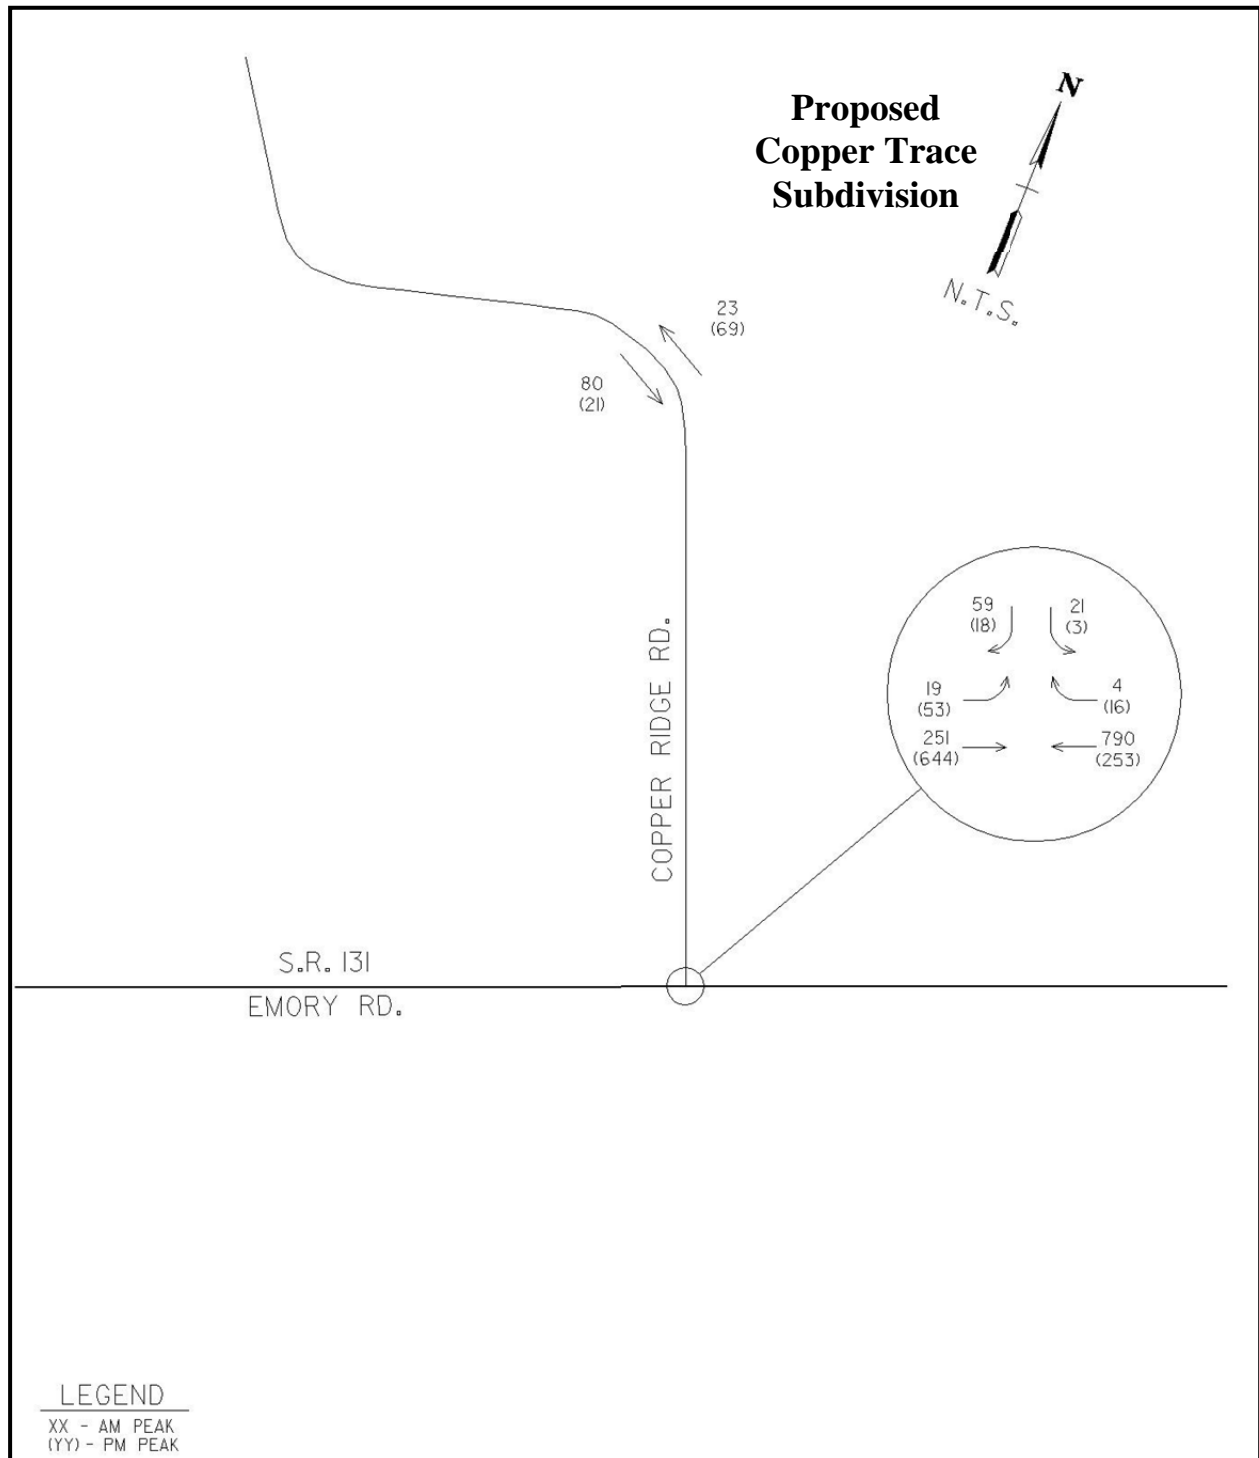 Proposed
Copper Trace
Subdivision
N
N.T.S.
23
(69)
80
(21)
59
(18)
21
(3)
19
(53)
4
(16)
251
(644)
790
(253)
COPPER RIDGE RD.
S.R. 131
EMORY RD.
LEGEND
XX - AM PEAK
(YY) - PM PEAK